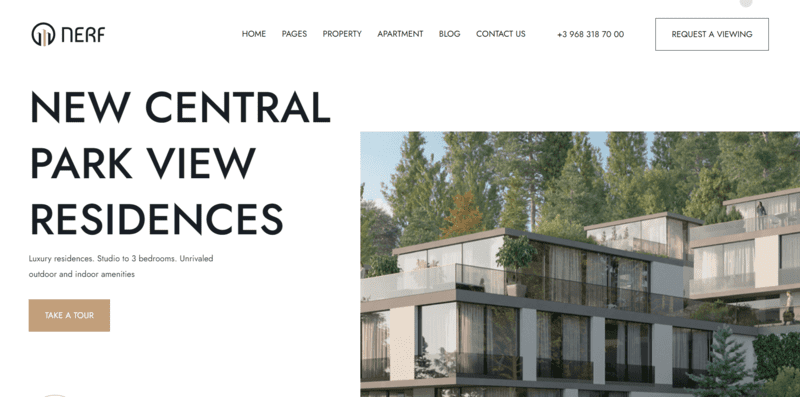 NERF
HOME PAGES PROPERTY APARTMENT BLOG CONTACT US +3 968 318 70 00 REQUEST A VIEWING
NEW CENTRAL
PARK VIEW
RESIDENCES
Luxury residences. Studio to 3 bedrooms. Unrivaled
outdoor and indoor amenities
TAKE A TOUR